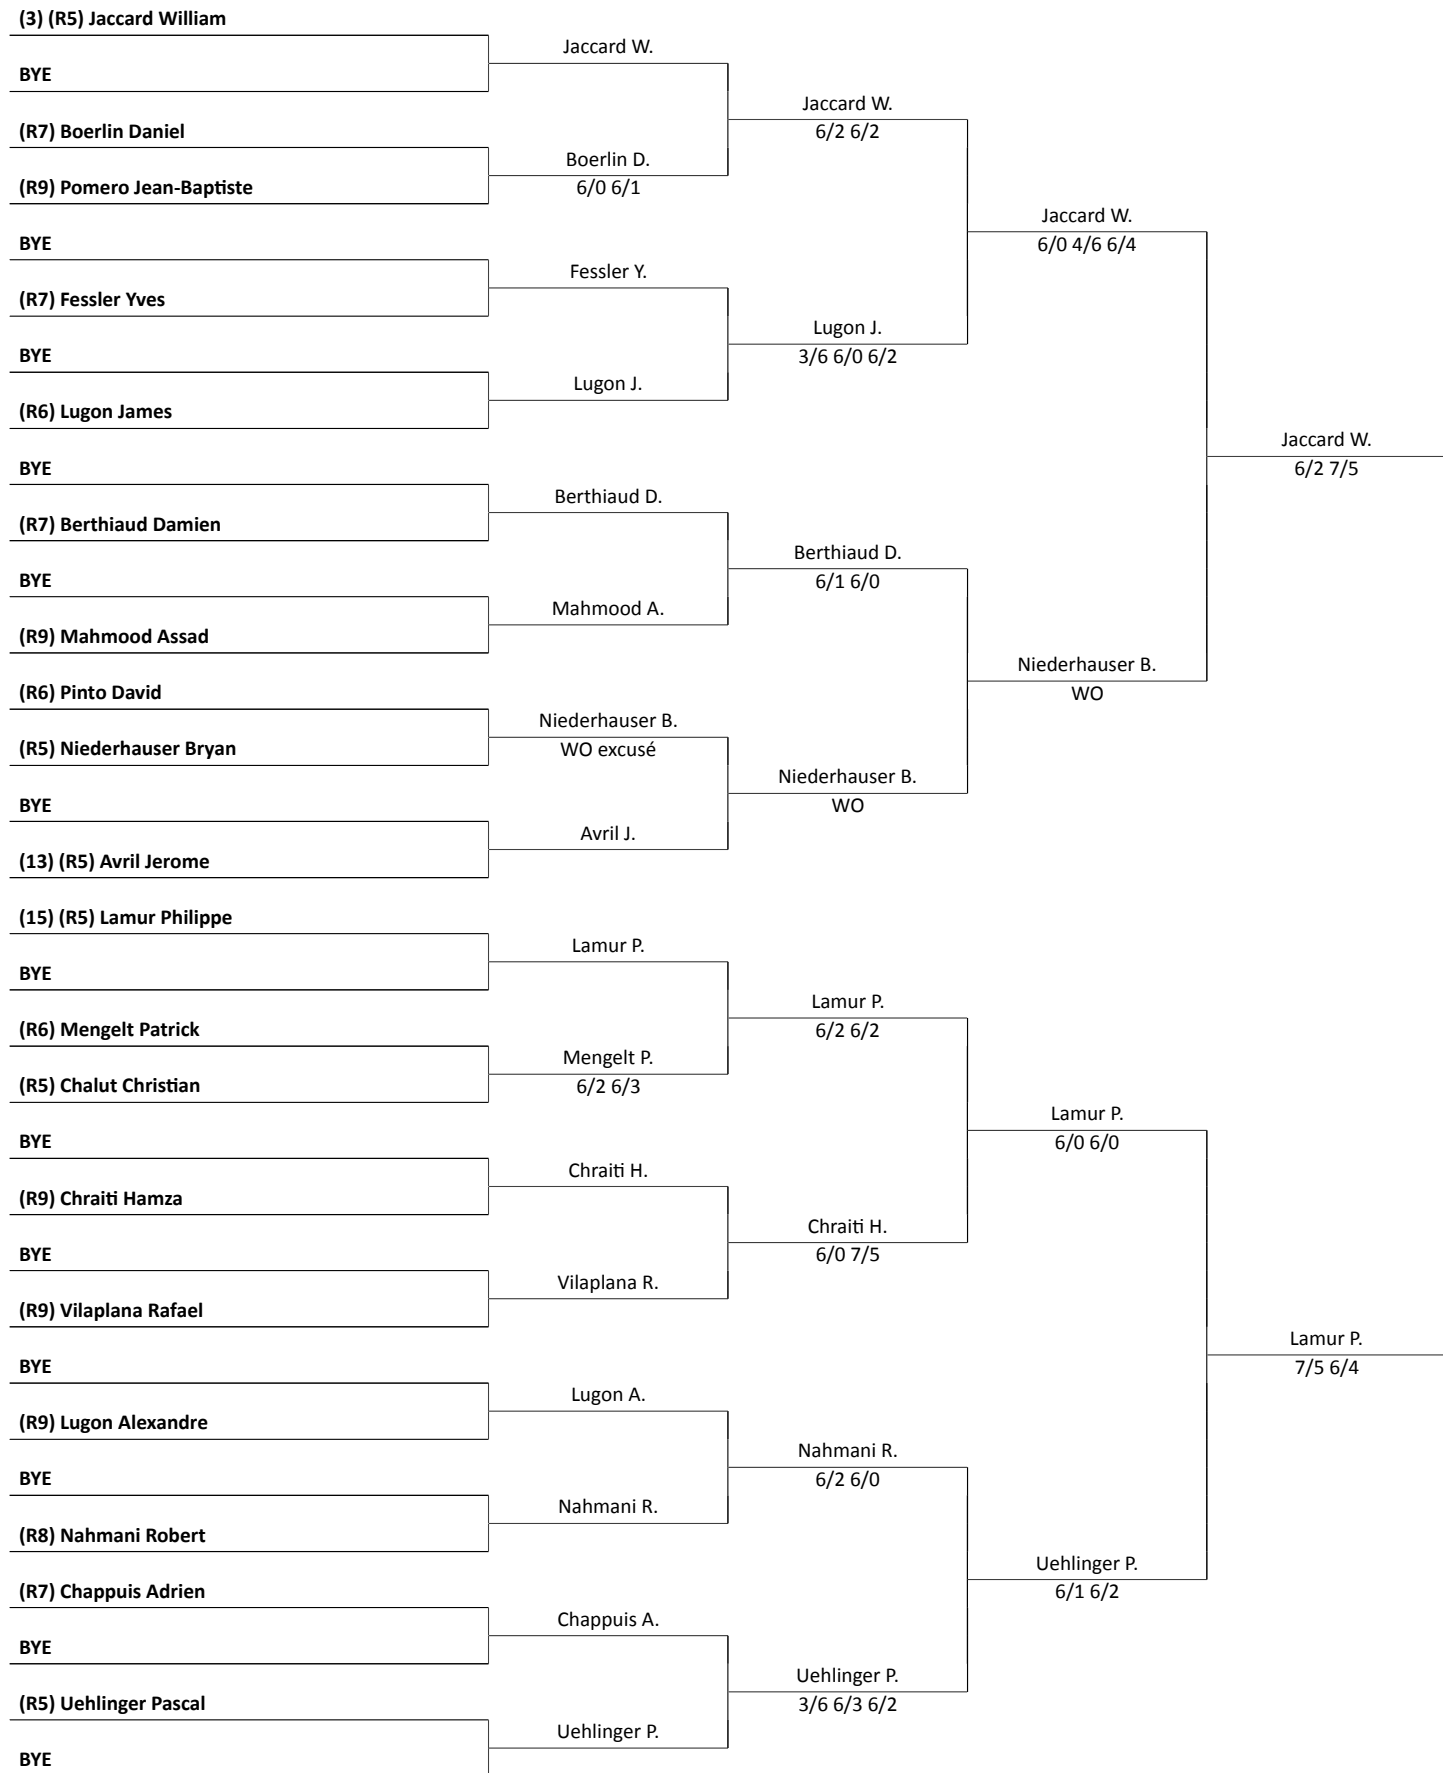 (3) (R5) Jaccard William
Jaccard W.
BYE
Jaccard W.
6/2 6/2
(R7) Boerlin Daniel
Boerlin D.
6/0 6/1
(R9) Pomero Jean-Baptiste
Jaccard W.
6/0 4/6 6/4
BYE
Fessler Y.
(R7) Fessler Yves
Lugon J.
3/6 6/0 6/2
BYE
Lugon J.
(R6) Lugon James
Jaccard W.
6/2 7/5
BYE
Berthiaud D.
(R7) Berthiaud Damien
Berthiaud D.
6/1 6/0
BYE
Mahmood A.
(R9) Mahmood Assad
Niederhauser B.
WO
(R6) Pinto David
Niederhauser B.
WO excusé
(R5) Niederhauser Bryan
Niederhauser B.
WO
BYE
Avril J.
(13) (R5) Avril Jerome
(15) (R5) Lamur Philippe
Lamur P.
BYE
Lamur P.
6/2 6/2
(R6) Mengelt Patrick
Mengelt P.
6/2 6/3
(R5) Chalut Christian
Lamur P.
6/0 6/0
BYE
Chraiti H.
(R9) Chraiti Hamza
Chraiti H.
6/0 7/5
BYE
Vilaplana R.
(R9) Vilaplana Rafael
Lamur P.
7/5 6/4
BYE
Lugon A.
(R9) Lugon Alexandre
Nahmani R.
6/2 6/0
BYE
Nahmani R.
(R8) Nahmani Robert
Uehlinger P.
6/1 6/2
(R7) Chappuis Adrien
Chappuis A.
BYE
Uehlinger P.
3/6 6/3 6/2
(R5) Uehlinger Pascal
Uehlinger P.
BYE